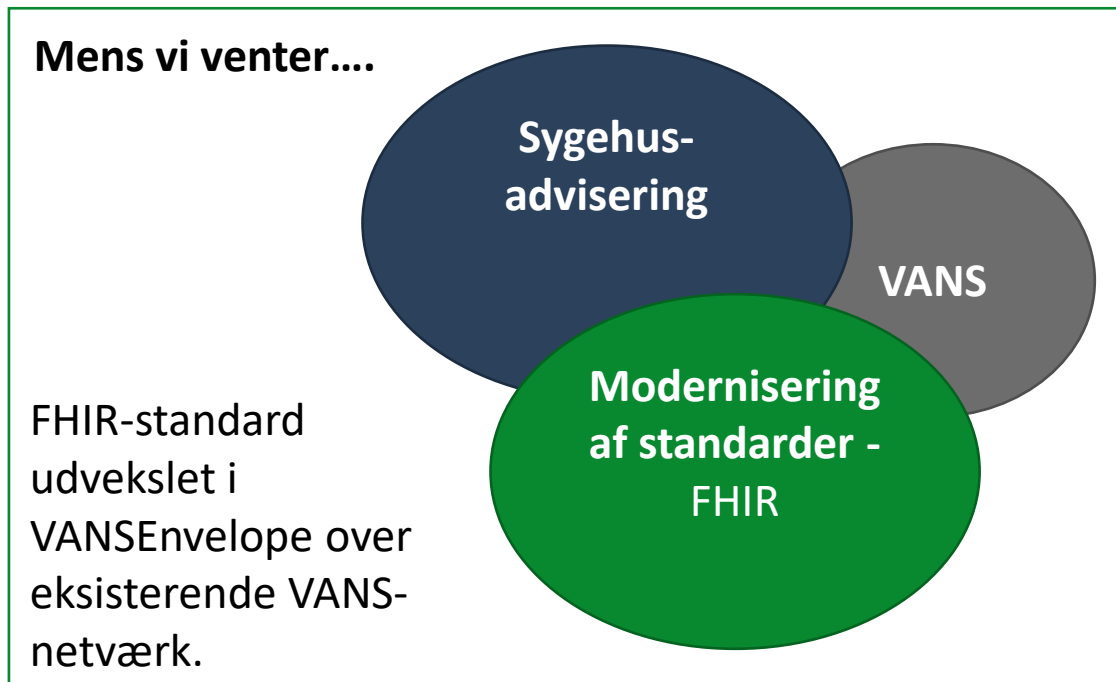 Mens vi venter….
Sygehus-
advisering
VANS
Modernisering
af standarder -
FHIR
FHIR-standard
udvekslet i
VANSEnvelope over
eksisterende VANS-
netværk.